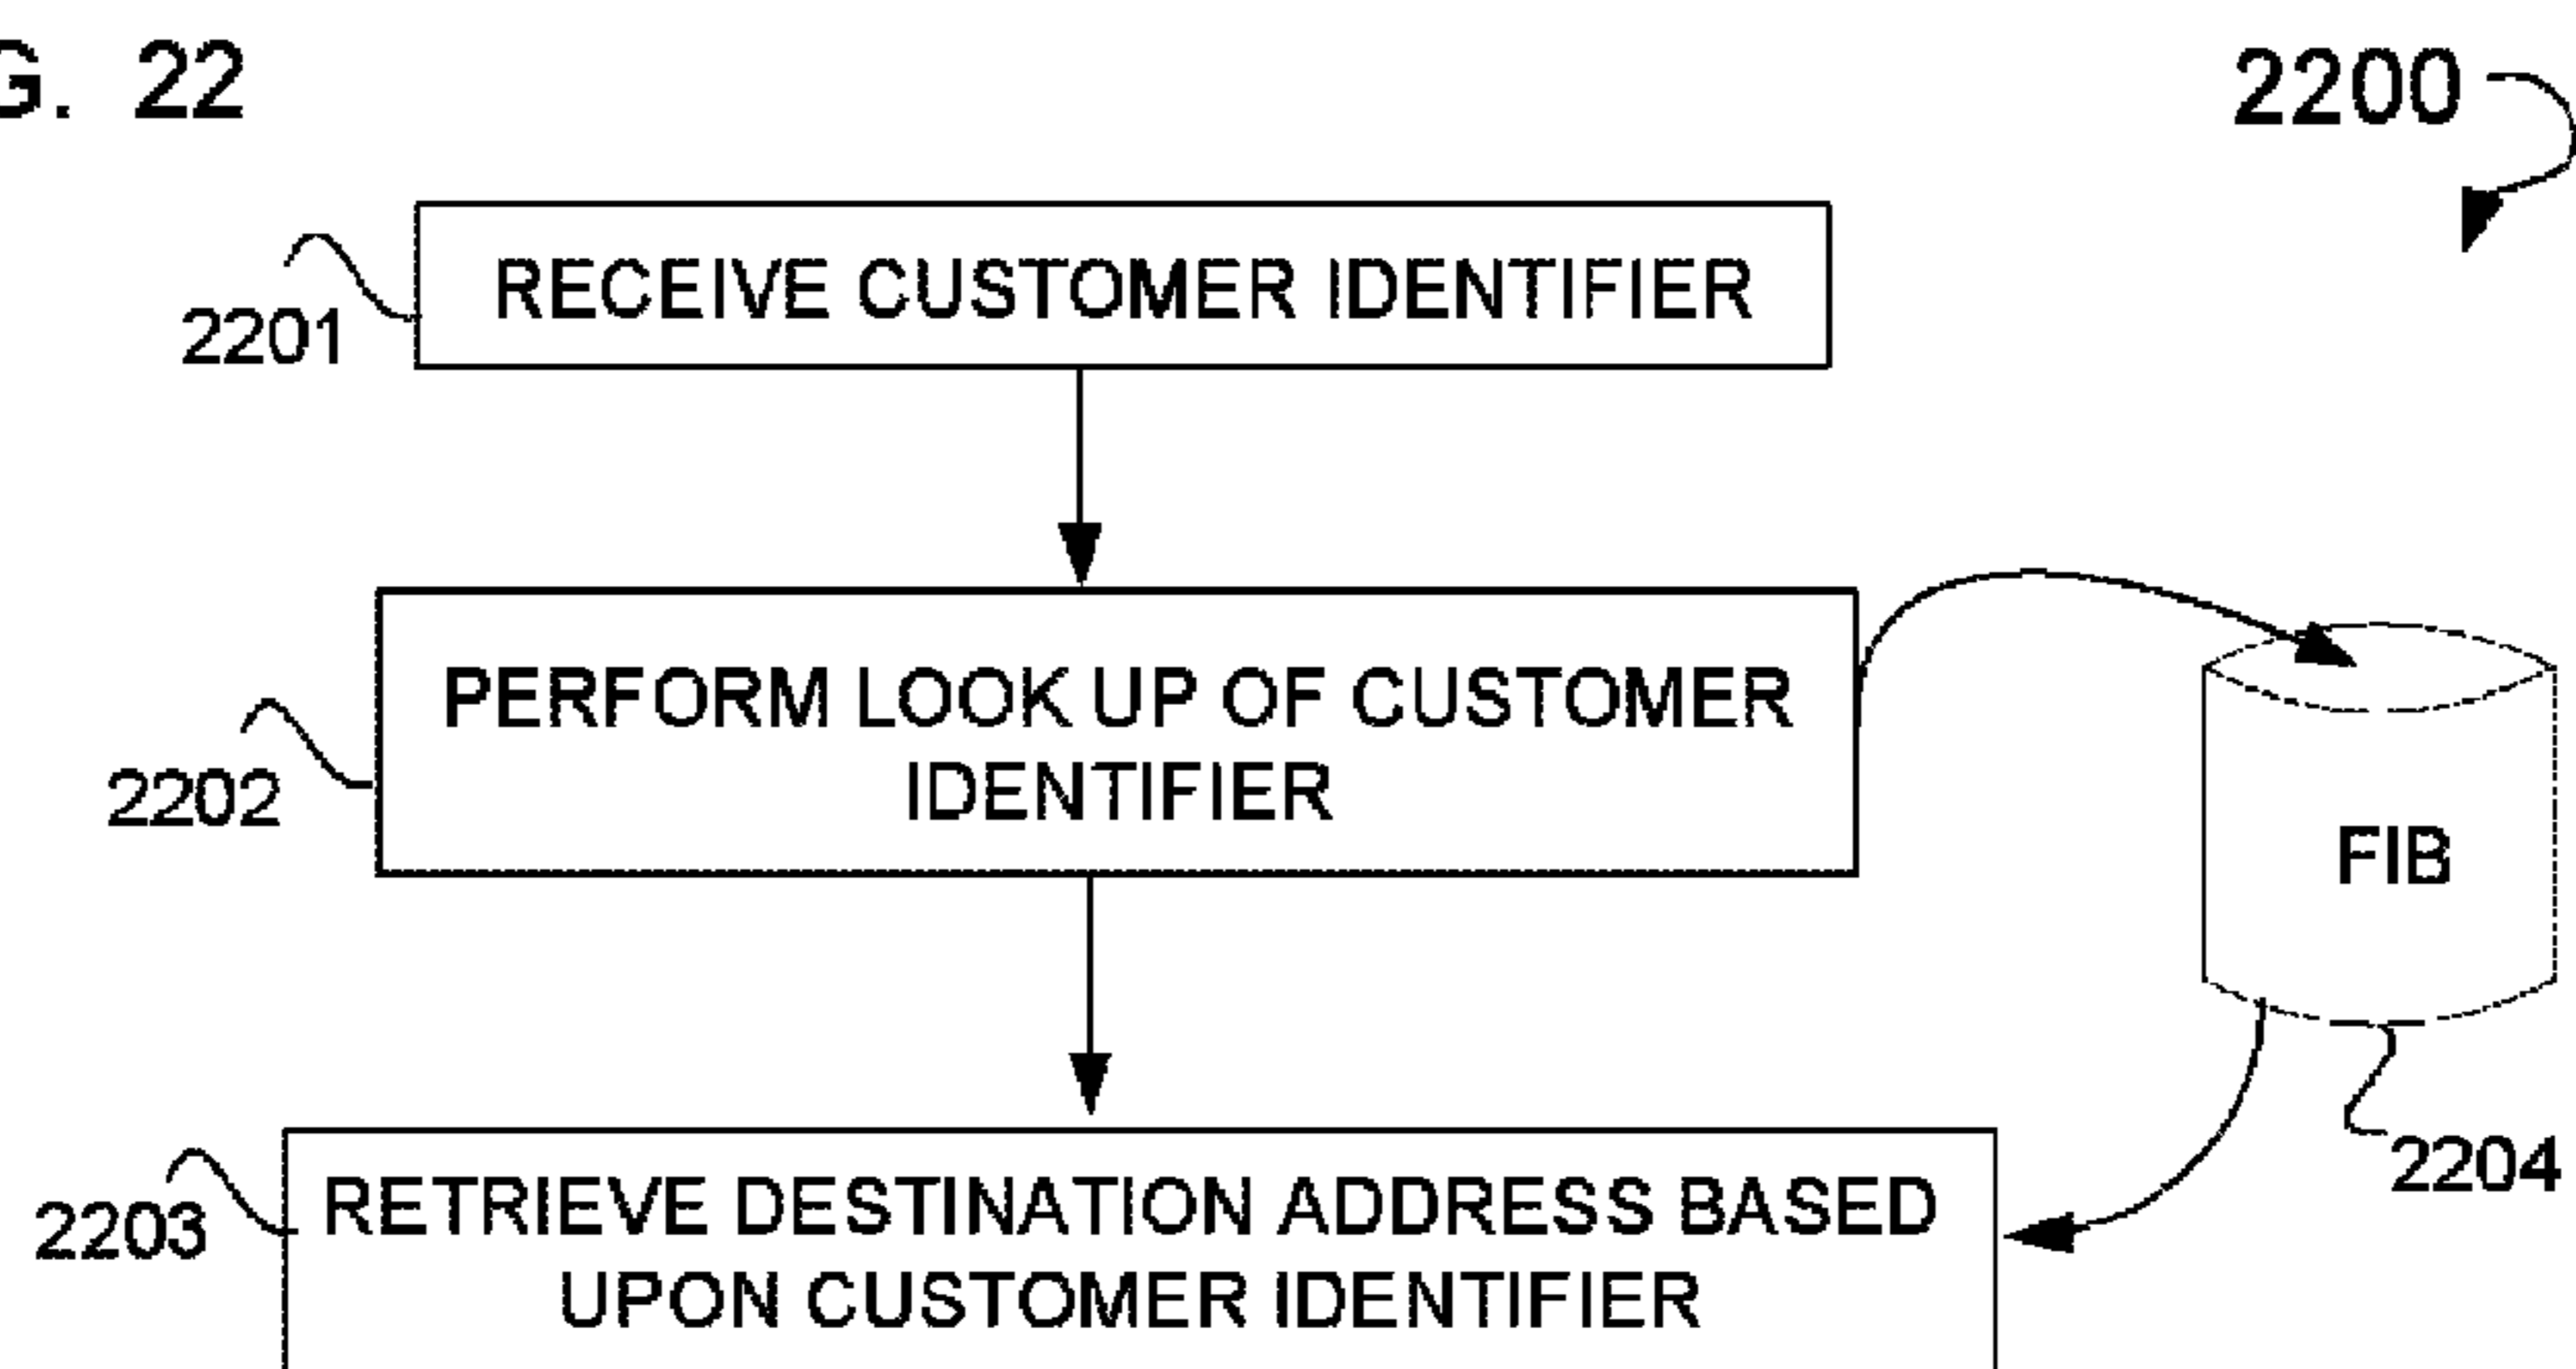 G. 22
2200
RECEIVE CUSTOMER IDENTIFIER
2201
PERFORM LOOK UP OF CUSTOMER
IDENTIFIER
2202
FIB
2204
RETRIEVE DESTINATION ADDRESS BASED
UPON CUSTOMER IDENTIFIER
2203